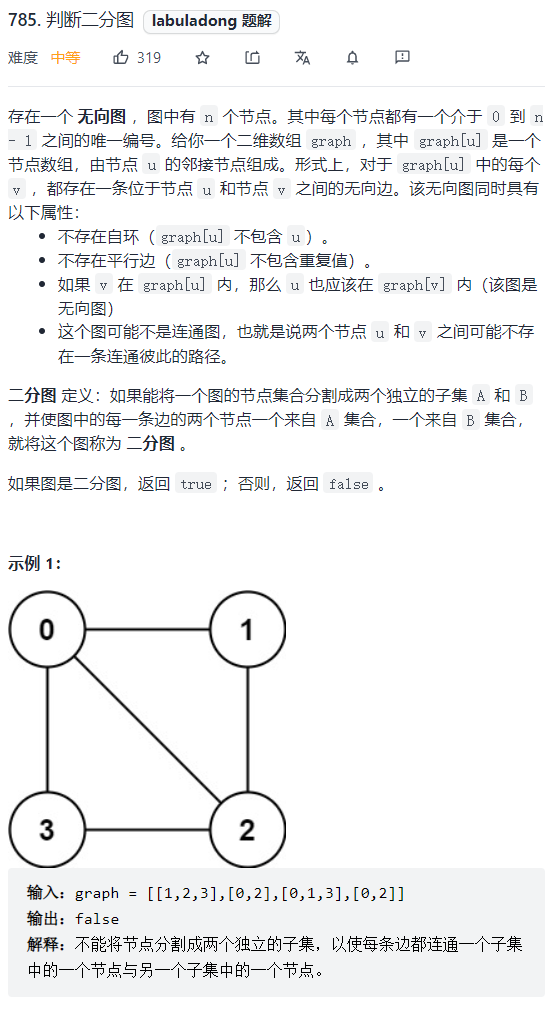 785. 判断二分图 labuladong 题解
难度 中等 319
存在一个 无向图 ，图中有 n 个节点。其中每个节点都有一个介于 0 到 n
- 1 之间的唯一编号。给你一个二维数组 graph ，其中 graph[u] 是一个
节点数组，由节点 u 的邻接节点组成。形式上，对于 graph[u] 中的每个
v ，都存在一条位于节点 u 和节点 v 之间的无向边。该无向图同时具有
以下属性：
• 不存在自环（graph[u] 不包含 u）。
• 不存在平行边（graph[u] 不包含重复值）。
• 如果 v 在 graph[u] 内，那么 u 也应该在 graph[v] 内（该图是
无向图）
• 这个图可能不是连通图，也就是说两个节点 u 和 v 之间可能不存
在一条连通彼此的路径。
二分图 定义：如果能将一个图的节点集合分割成两个独立的子集 A 和 B
，并使图中的每一条边的两个节点一个来自 A 集合，一个来自 B 集合，
就将这个图称为 二分图 。
如果图是二分图，返回 true ；否则，返回 false 。
示例 1：
0 1
3 2
输入：graph = [[1,2,3],[0,2],[0,1,3],[0,2]]
输出：false
解释：不能将节点分割成两个独立的子集，以使每条边都连通一个子集
中的一个节点与另一个子集中的一个节点。